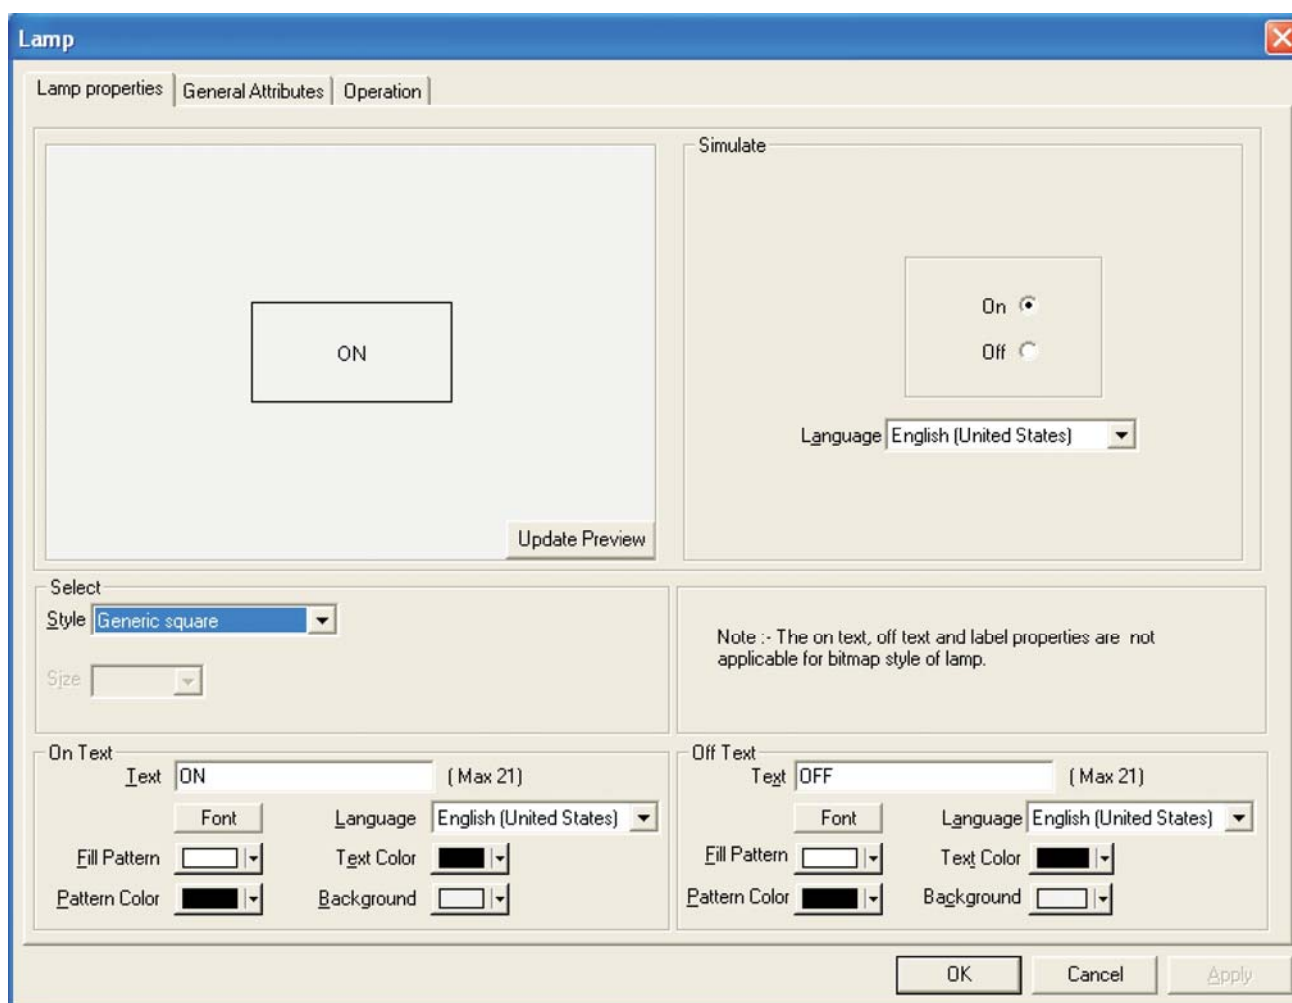 Lamp
Lamp properties General Attributes Operation
Simulate
ON
On
Off
Language English (United States)
Update Preview
Select
Style Generic square
Size
Note :- The on text, off text and label properties are not
applicable for bitmap style of lamp.
On Text
Text ON (Max 21)
Font Language English (United States)
Fill Pattern Text Color
Pattern Color Background
Off Text
Text OFF (Max 21)
Font Language English (United States)
Fill Pattern Text Color
Pattern Color Background
OK Cancel Apply